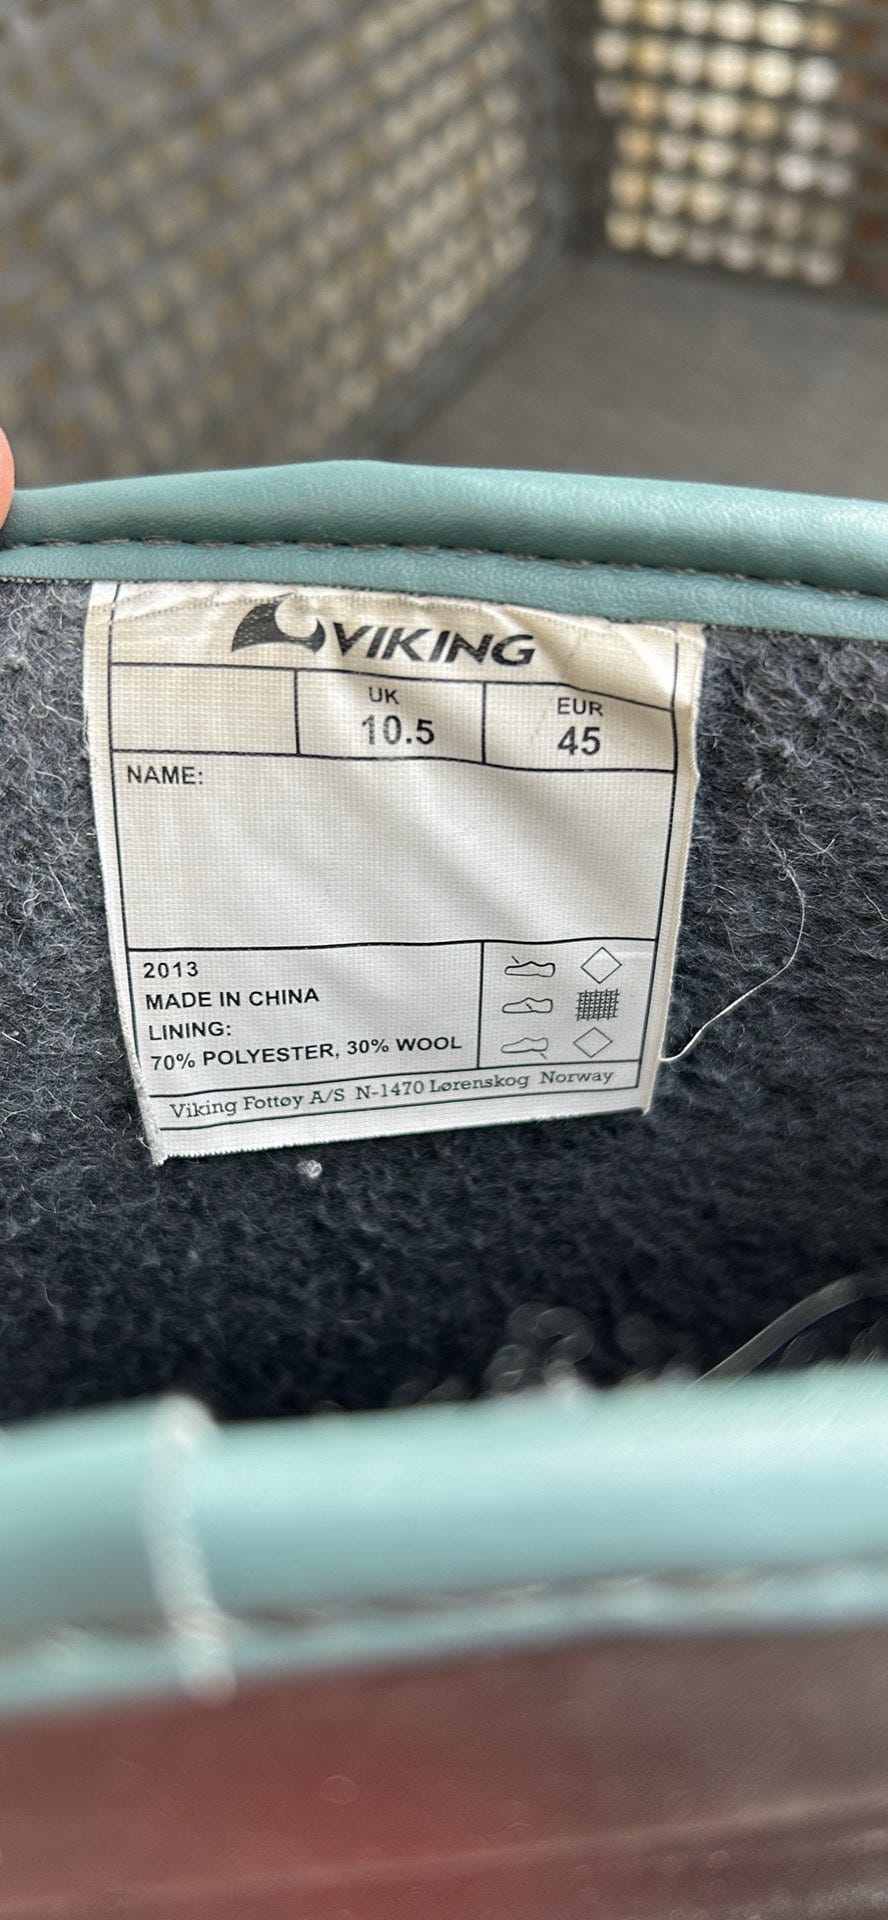 VIKING
UK EUR
10.5 45
NAME:
2013
MADE IN CHINA
LINING:
70% POLYESTER, 30% WOOL
Viking Fottøy A/S N-1470 Lørenskog Norway